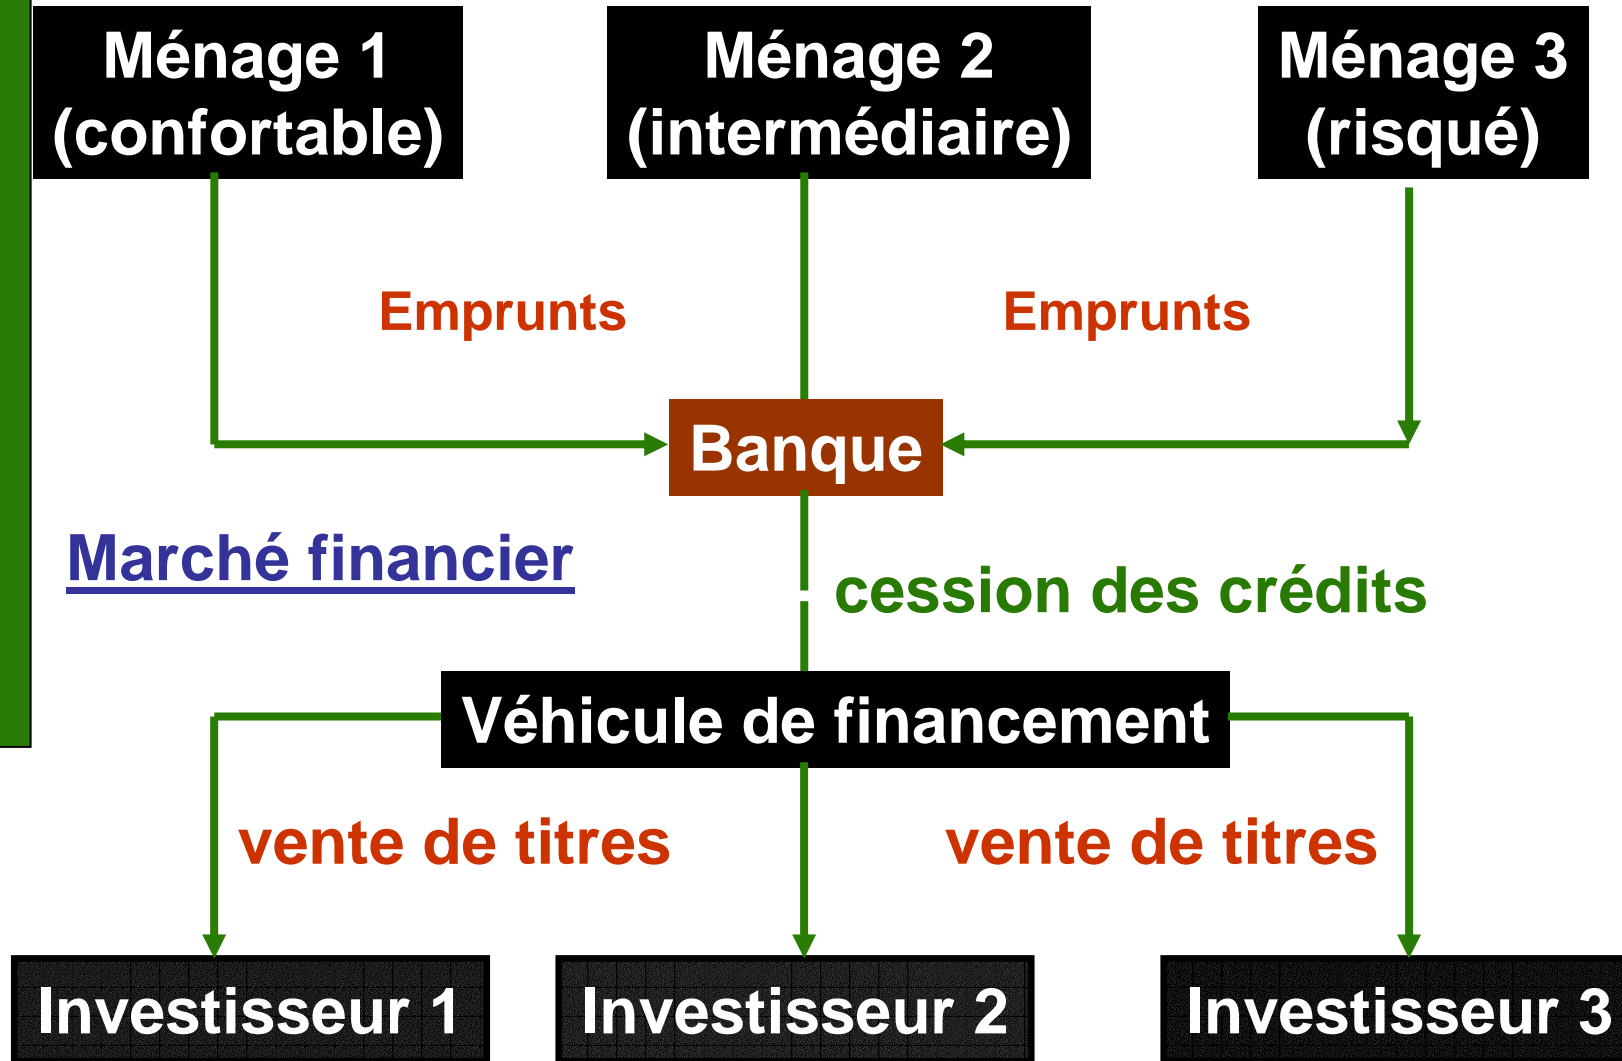 Ménage 1
(confortable)
Ménage 2
(intermédiaire)
Ménage 3
(risqué)
Emprunts
Emprunts
Banque
Marché financier
cession des crédits
Véhicule de financement
vente de titres
vente de titres
Investisseur 1
Investisseur 2
Investisseur 3